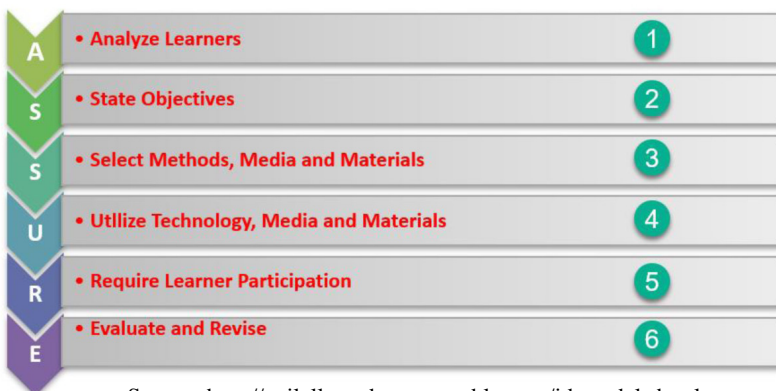 A • Analyze Learners 1
S • State Objectives 2
S • Select Methods, Media and Materials 3
U • Utllize Technology, Media and Materials 4
R • Require Learner Participation 5
E • Evaluate and Revise 6